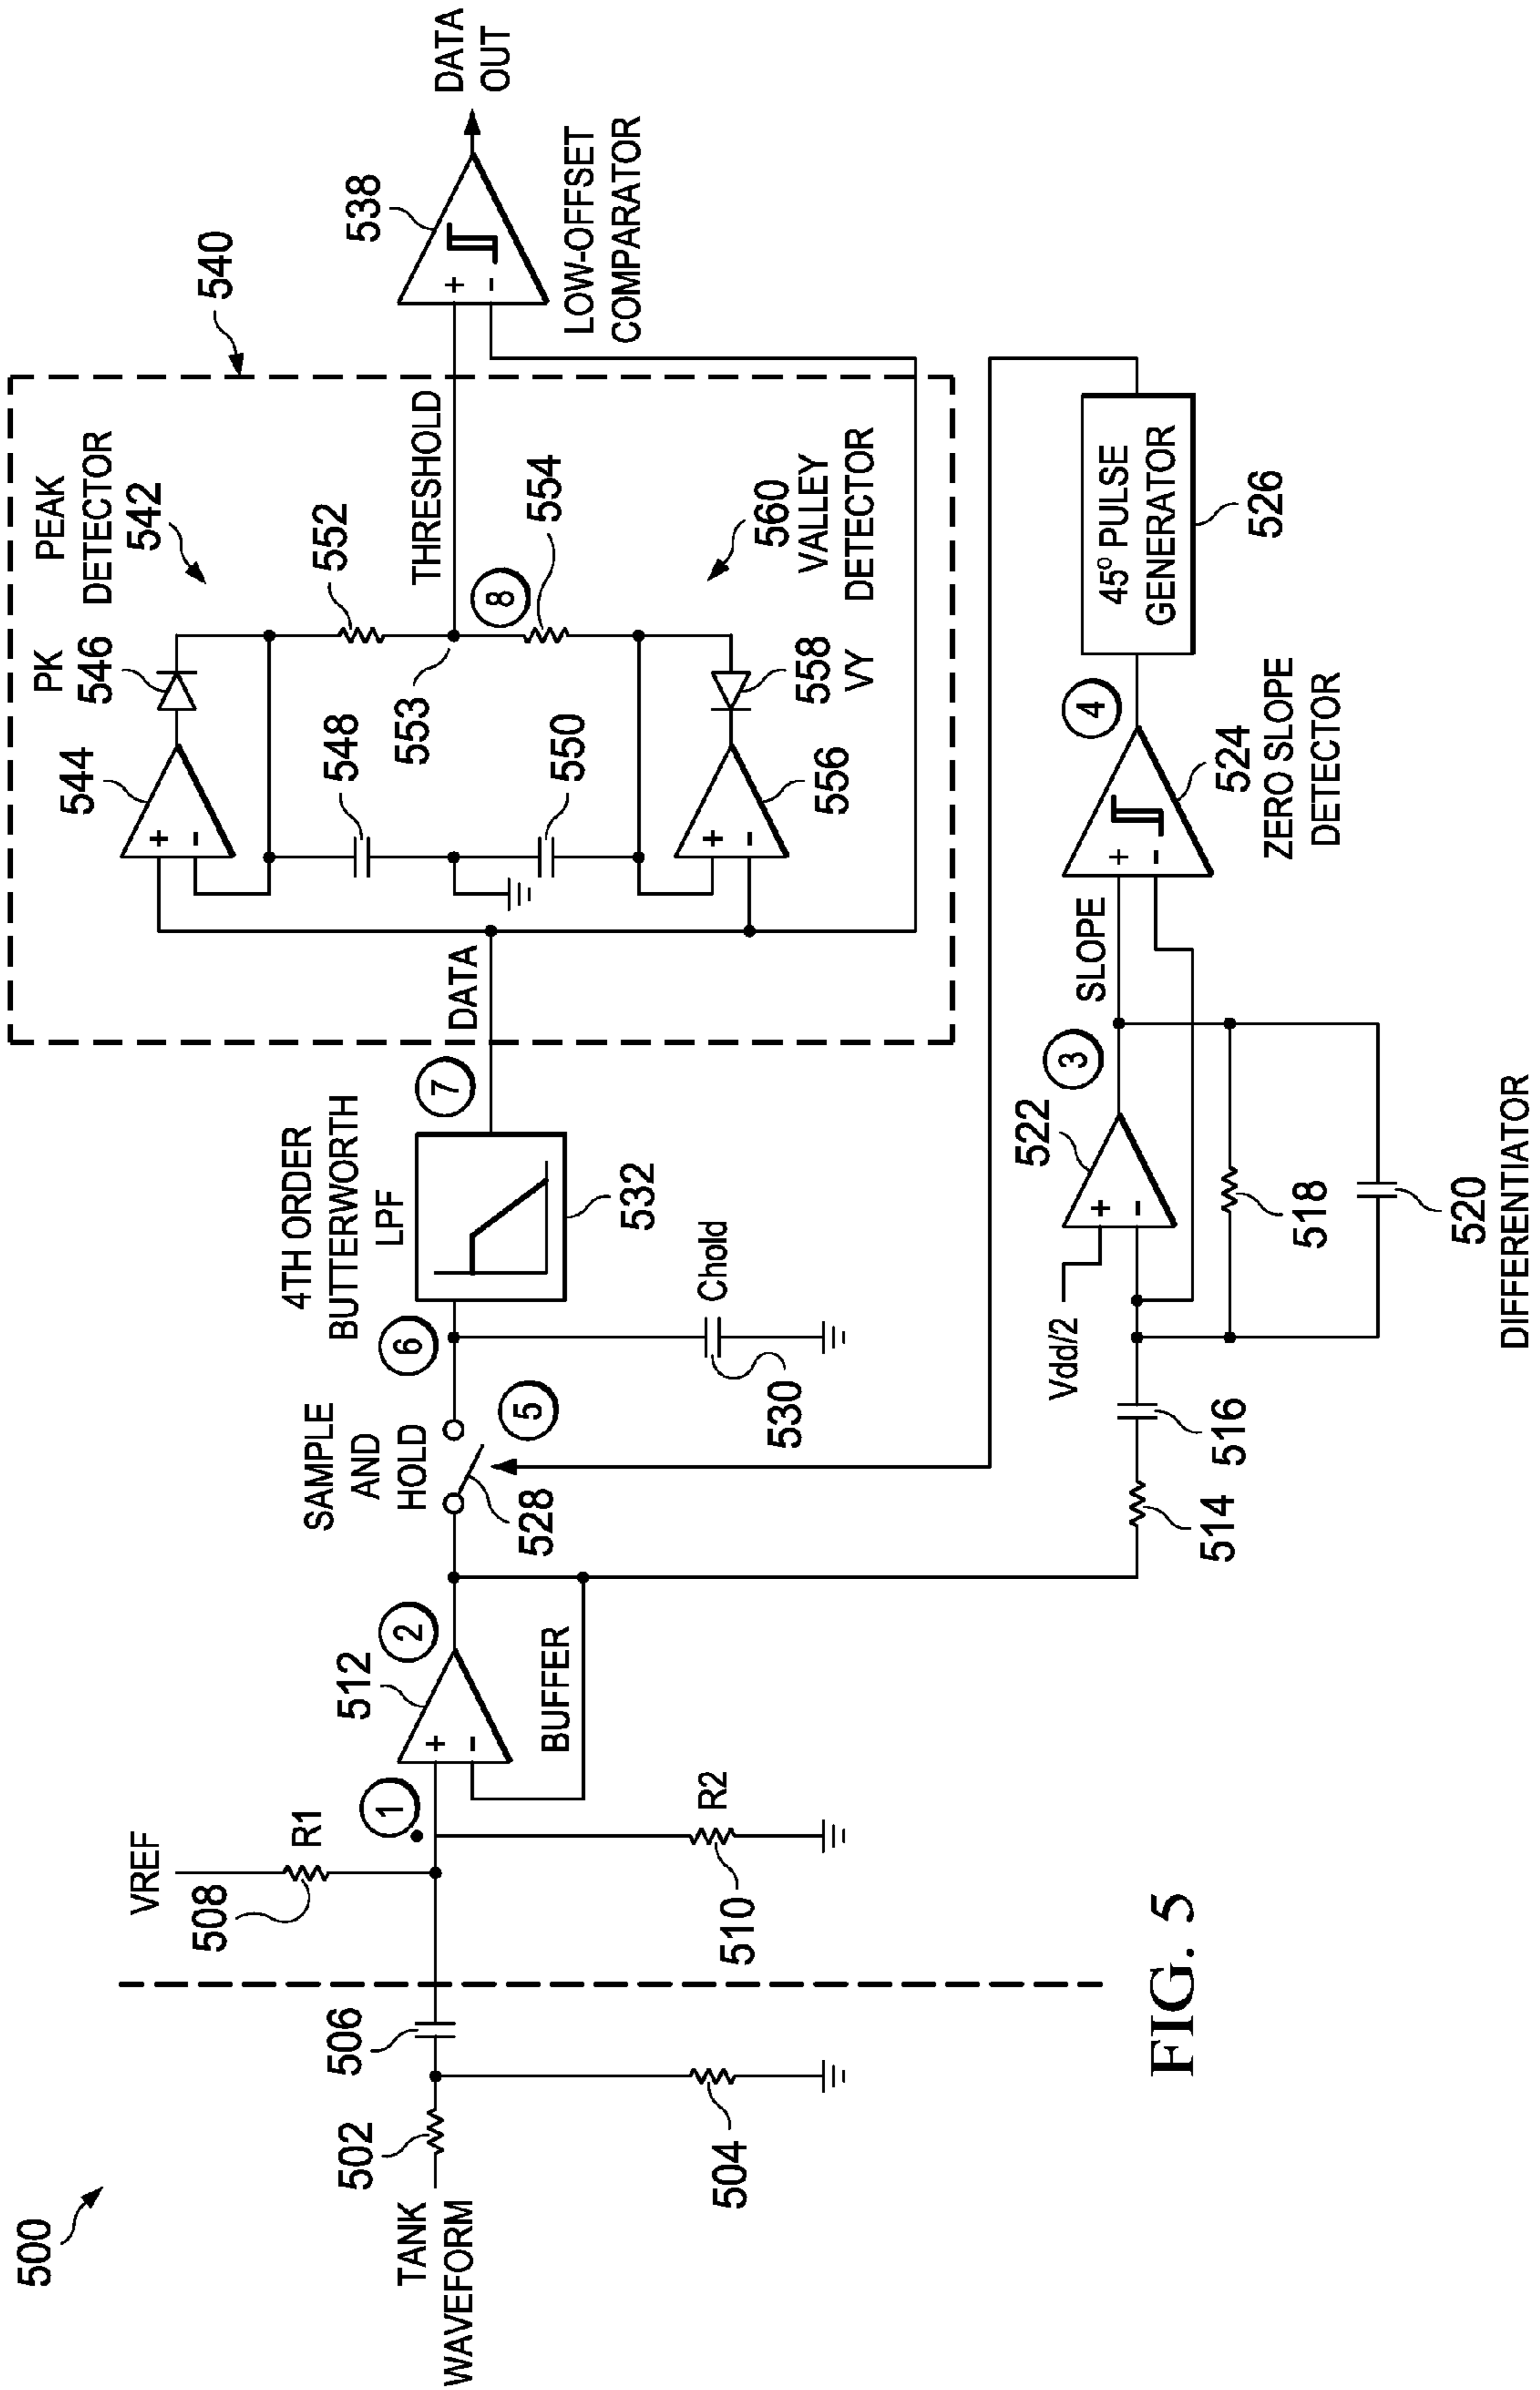 500
TANK
WAVEFORM
502
504
506
VREF
508
R1
1
R2
510
+
-
512
2
BUFFER
SAMPLE
AND
HOLD
528
5
6
Chold
530
4TH ORDER
BUTTERWORTH
LPF
532
7
DATA
540
PEAK
DETECTOR
542
PK
546
544
+
-
548
550
552
553
THRESHOLD
8
554
+
-
556
558
VY
560
VALLEY
DETECTOR
538
+
-
DATA
OUT
LOW-OFFSET
COMPARATOR
514
516
Vdd/2
+
-
522
3
518
520
DIFFERENTIATOR
SLOPE
+
-
4
524
ZERO SLOPE
DETECTOR
45° PULSE
GENERATOR
526
FIG. 5